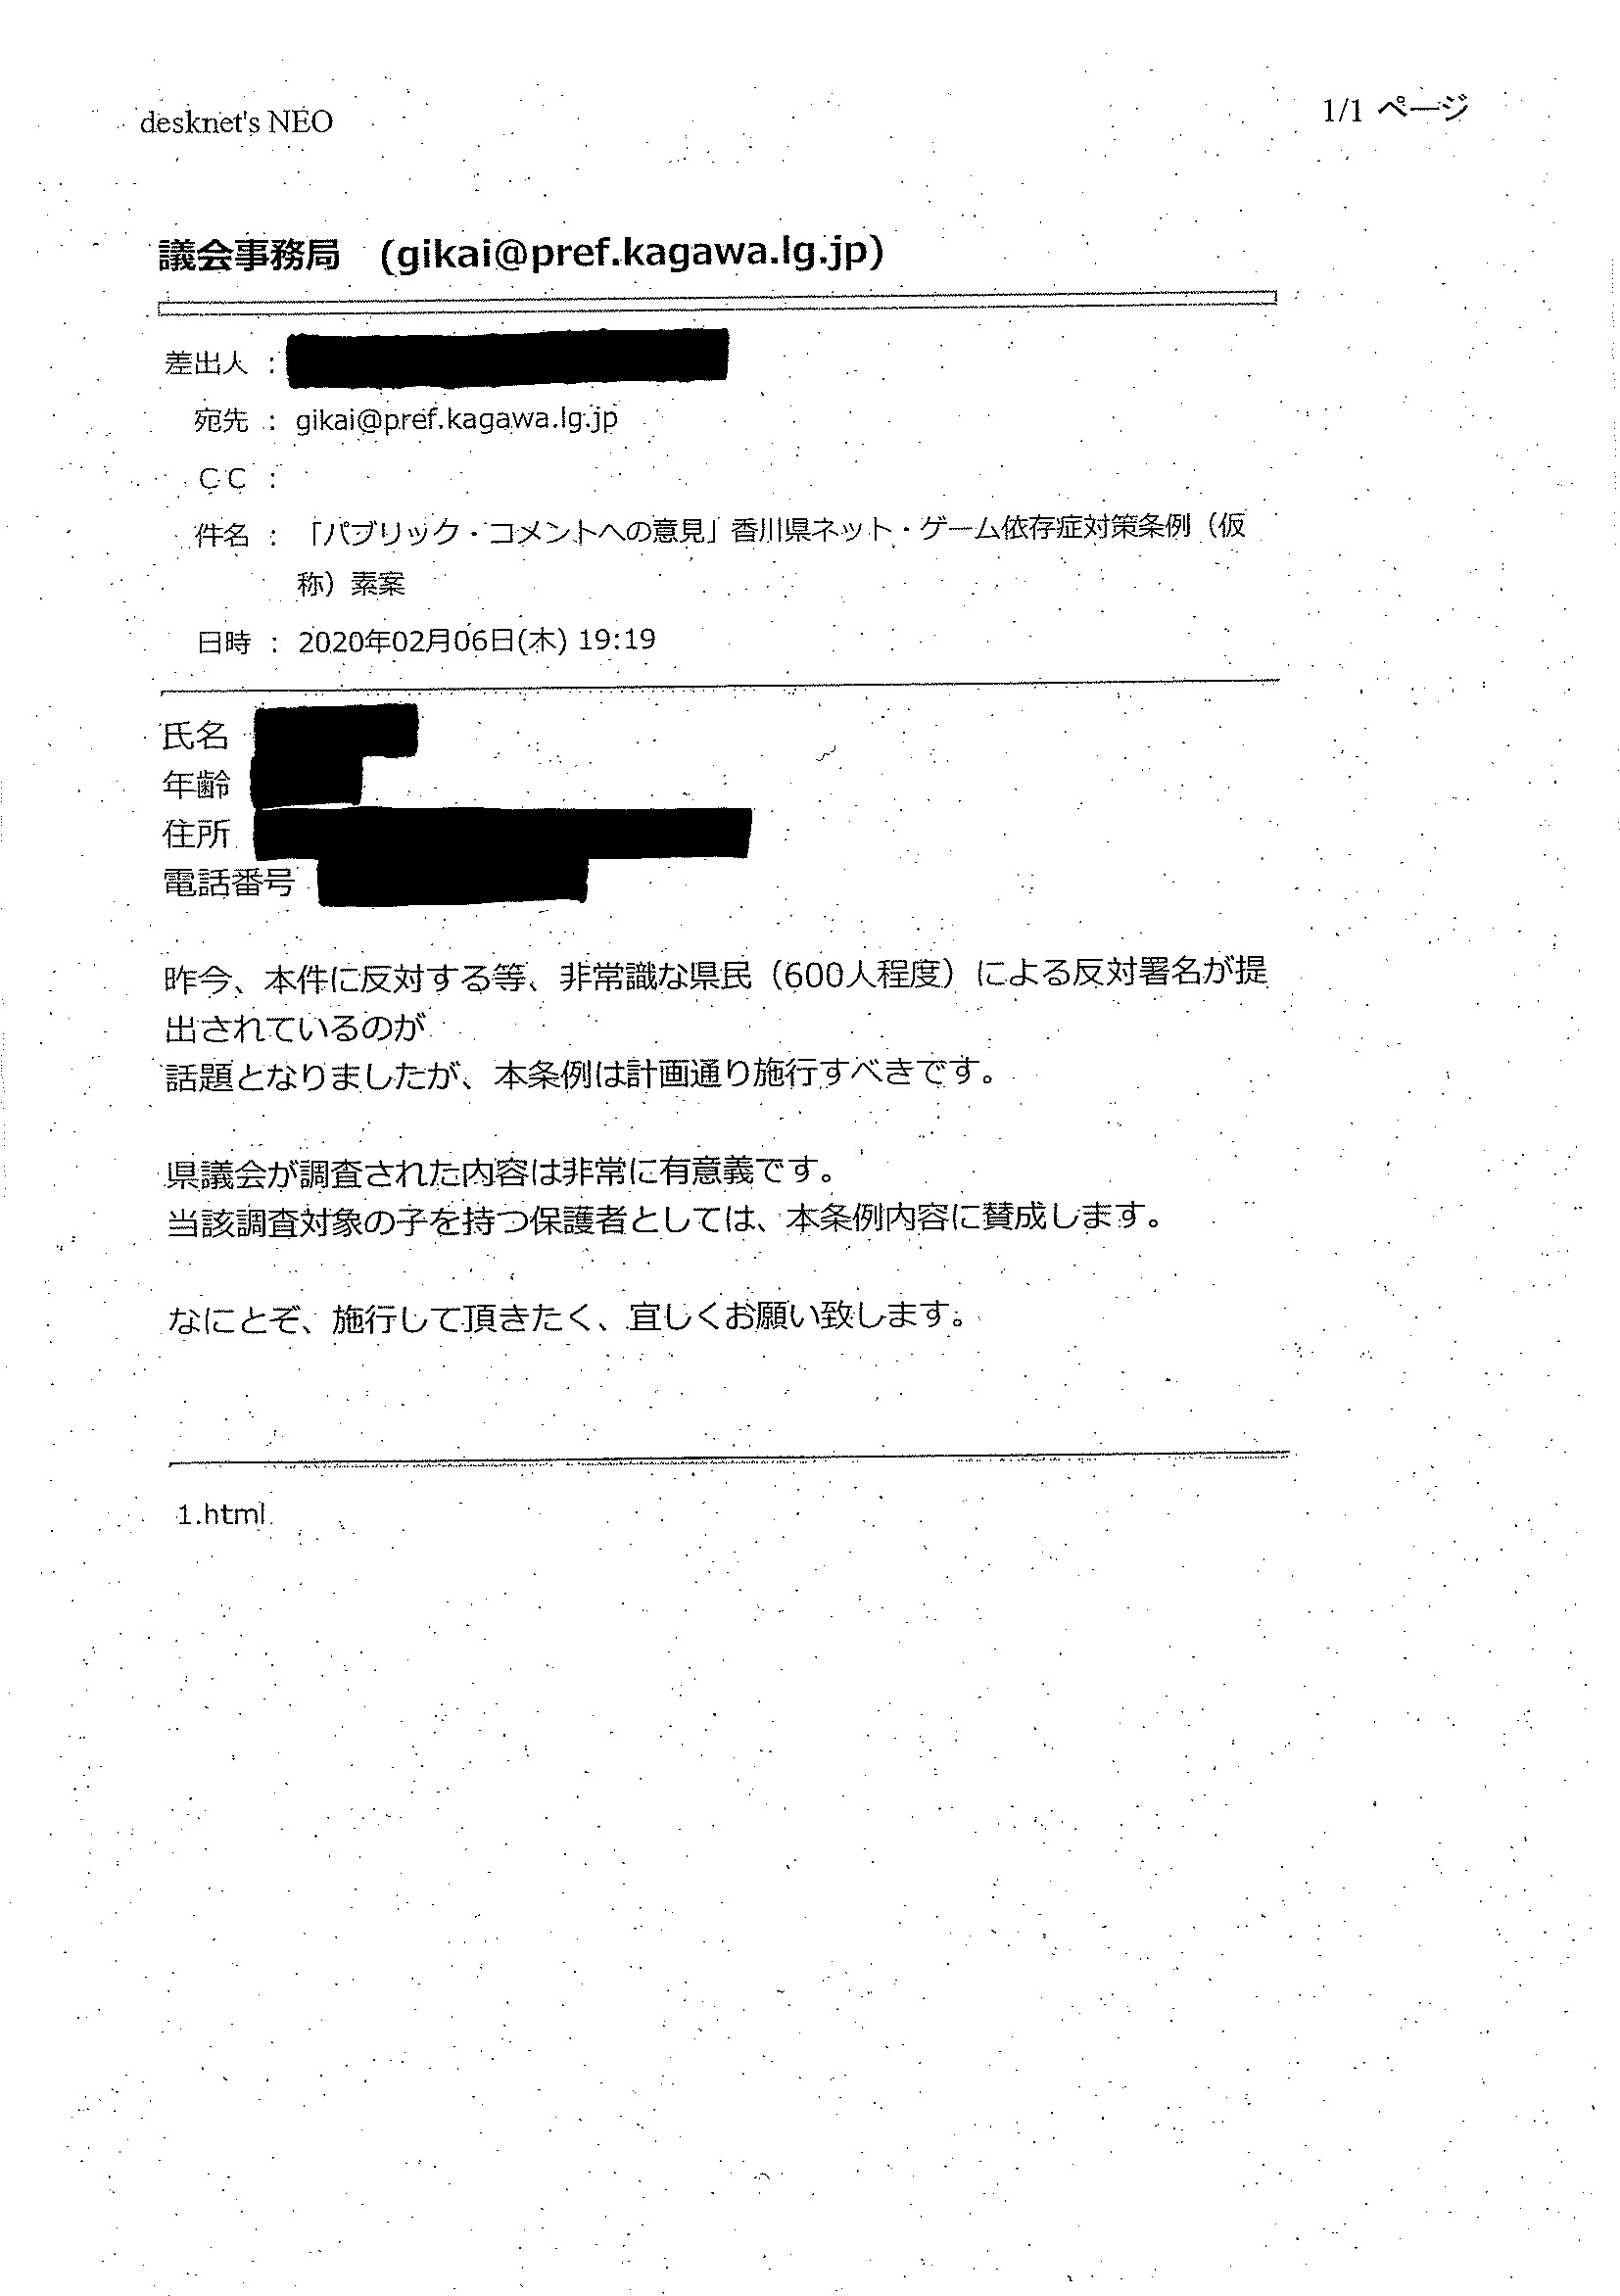 desknet's NEO
1/1 ページ
議会事務局 (gikai@pref.kagawa.lg.jp)
差出人 :
宛先 : gikai@pref.kagawa.lg.jp
CC :
件名 : 「パブリック・コメントへの意見」香川県ネット・ゲーム依存症対策条例（仮
称）素案
日時 : 2020年02月06日(木) 19:19
氏名
年齢
住所
電話番号
昨今、本件に反対する等、非常識な県民（600人程度）による反対署名が提
出されているのが
話題となりましたが、本条例は計画通り施行すべきです。
県議会が調査された内容は非常に有意義です。
当該調査対象の子を持つ保護者としては、本条例内容に賛成します。
なにとぞ、施行して頂きたく、宜しくお願い致します。
1.html